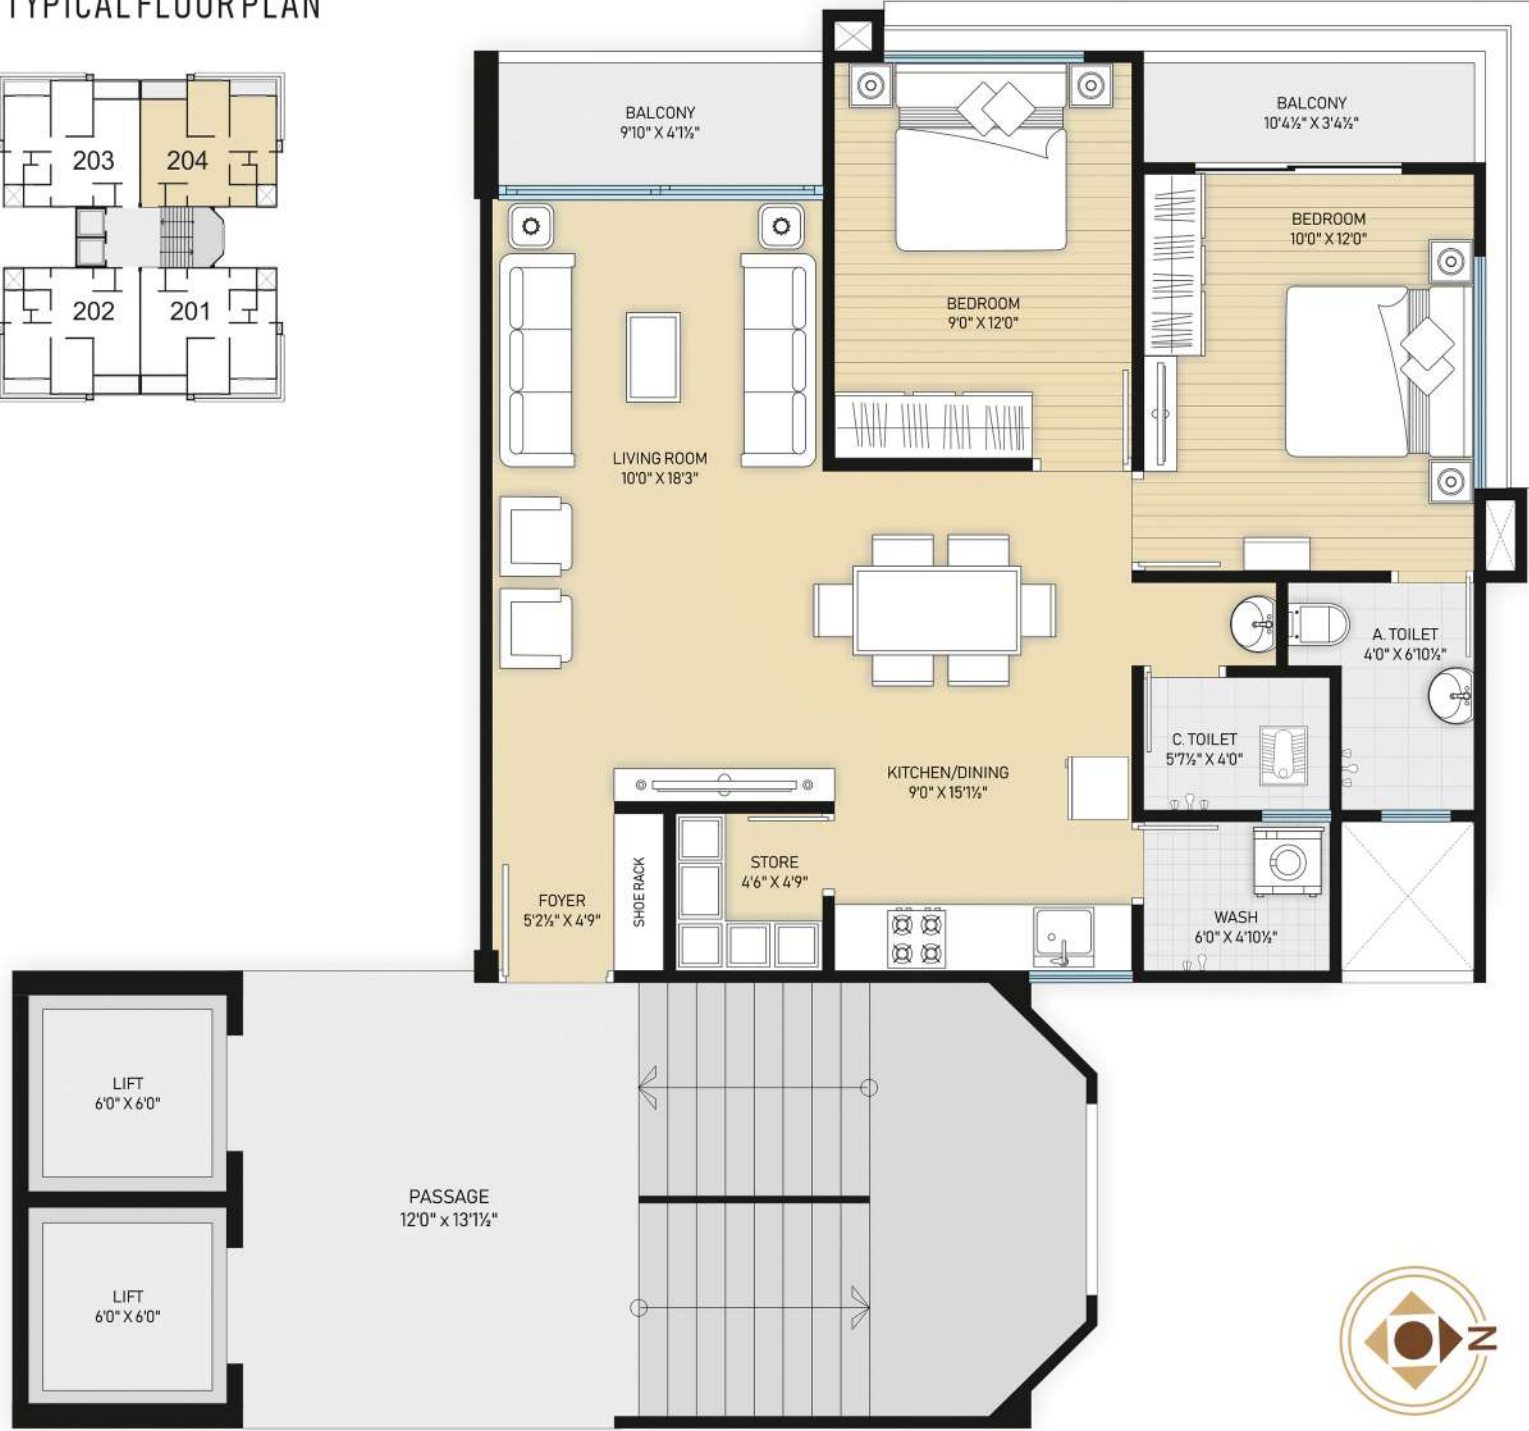 TYPICAL FLOOR PLAN
203
204
202
201
BALCONY
9'10" X 4'1½"
BALCONY
10'4½" X 3'4½"
BEDROOM
10'0" X 12'0"
BEDROOM
9'0" X 12'0"
LIVING ROOM
10'0" X 18'3"
A. TOILET
4'0" X 6'10½"
C. TOILET
5'7½" X 4'0"
KITCHEN/DINING
9'0" X 15'1½"
STORE
4'6" X 4'9"
SHOE RACK
FOYER
5'2½" X 4'9"
WASH
6'0" X 4'10½"
LIFT
6'0" X 6'0"
PASSAGE
12'0" x 13'1½"
LIFT
6'0" X 6'0"
N